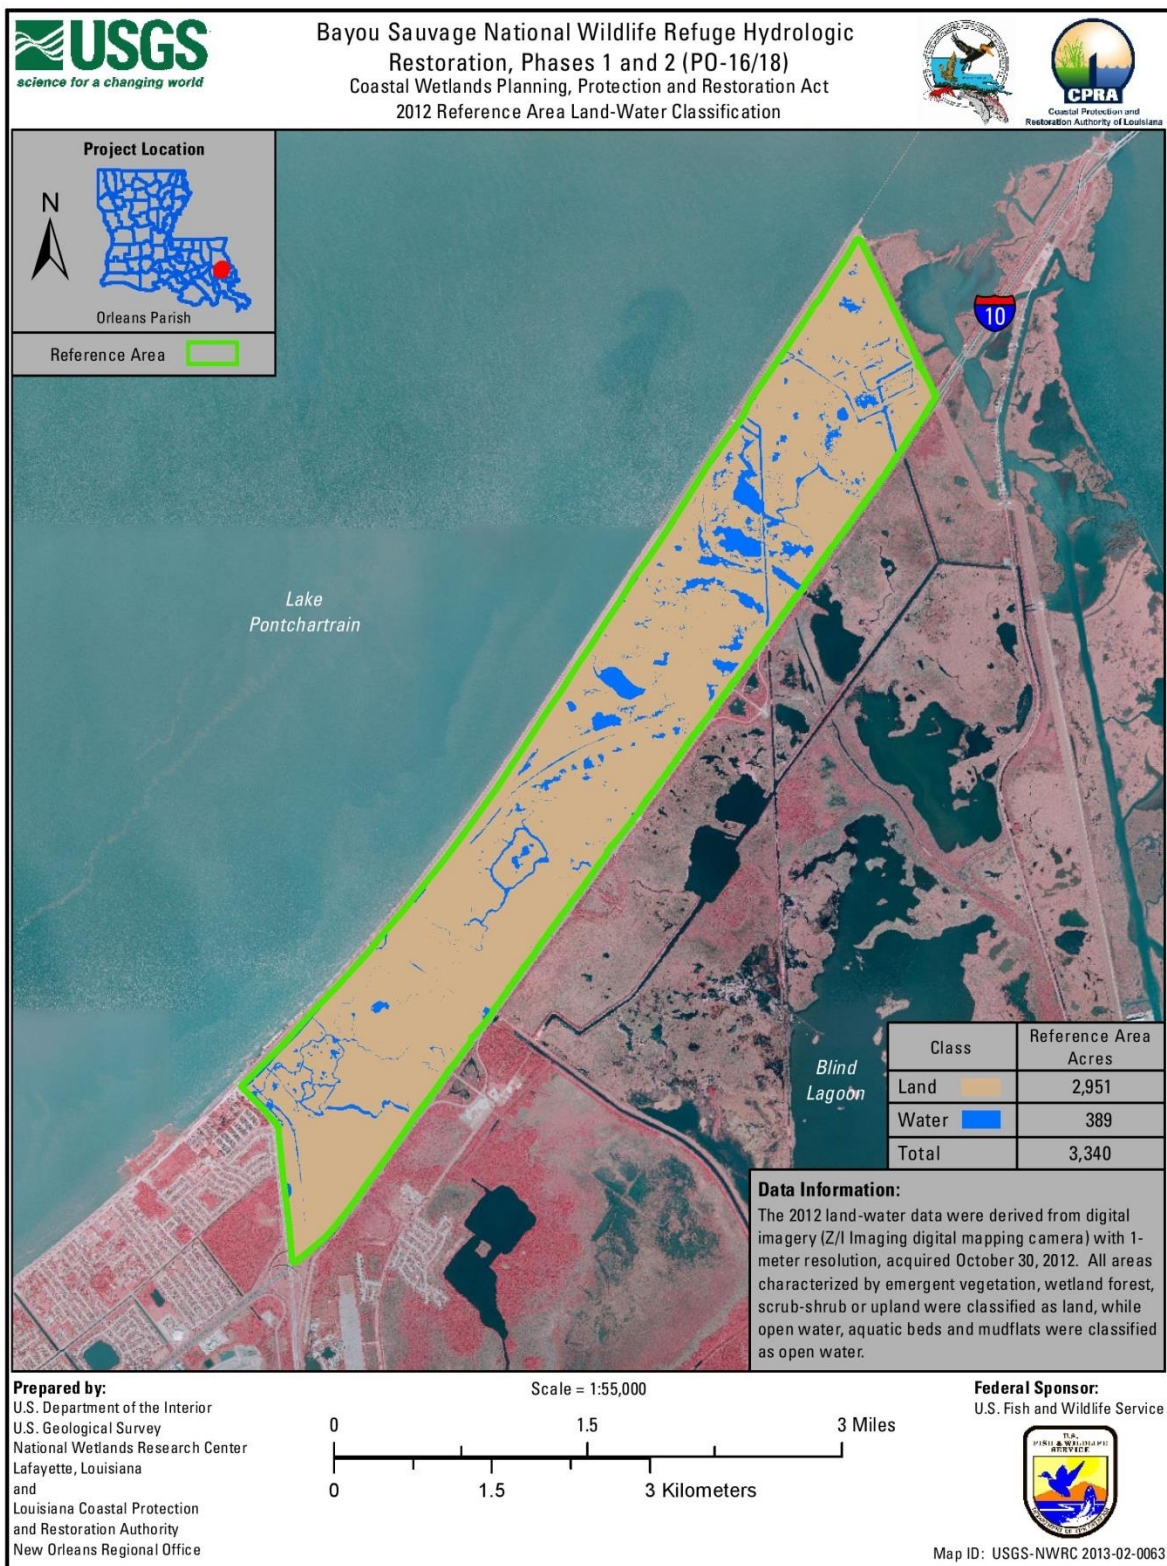 USGS
science for a changing world
Bayou Sauvage National Wildlife Refuge Hydrologic
Restoration, Phases 1 and 2 (PO-16/18)
Coastal Wetlands Planning, Protection and Restoration Act
2012 Reference Area Land-Water Classification
CPRA
Coastal Protection and
Restoration Authority of Louisiana
Project Location
N
Orleans Parish
Reference Area
10
Lake
Pontchartrain
Blind
Lagoon
Class Reference Area
Acres
Land 2,951
Water 389
Total 3,340
Data Information:
The 2012 land-water data were derived from digital
imagery (Z/I Imaging digital mapping camera) with 1-
meter resolution, acquired October 30, 2012. All areas
characterized by emergent vegetation, wetland forest,
scrub-shrub or upland were classified as land, while
open water, aquatic beds and mudflats were classified
as open water.
Prepared by:
U.S. Department of the Interior
U.S. Geological Survey
National Wetlands Research Center
Lafayette, Louisiana
and
Louisiana Coastal Protection
and Restoration Authority
New Orleans Regional Office
Scale = 1:55,000
0 1.5 3 Miles
0 1.5 3 Kilometers
Federal Sponsor:
U.S. Fish and Wildlife Service
U.S.
FISH & WILDLIFE
SERVICE
Map ID: USGS-NWRC 2013-02-0063